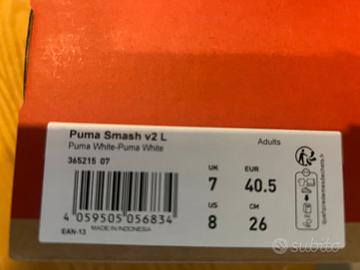 Puma Smash v2 L
Puma White-Puma White
Adults
365215 07
UK
EUR
7
40.5
US
CM
8
26
4 059505 056834
EAN-13
MADE IN INDONESIA
subito